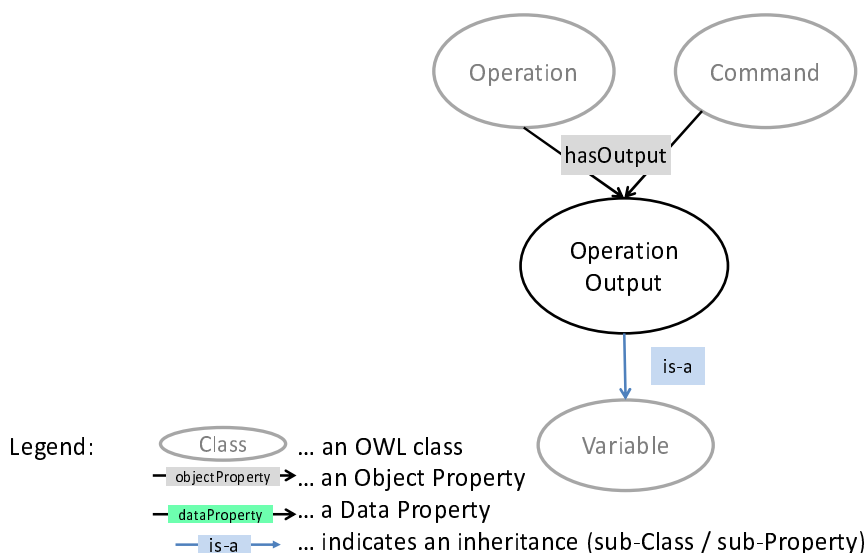 Operation
Command
hasOutput
Operation
Output
is-a
Variable
Legend:
Class
... an OWL class
objectProperty
... an Object Property
dataProperty
... a Data Property
is-a
... indicates an inheritance (sub-Class / sub-Property)